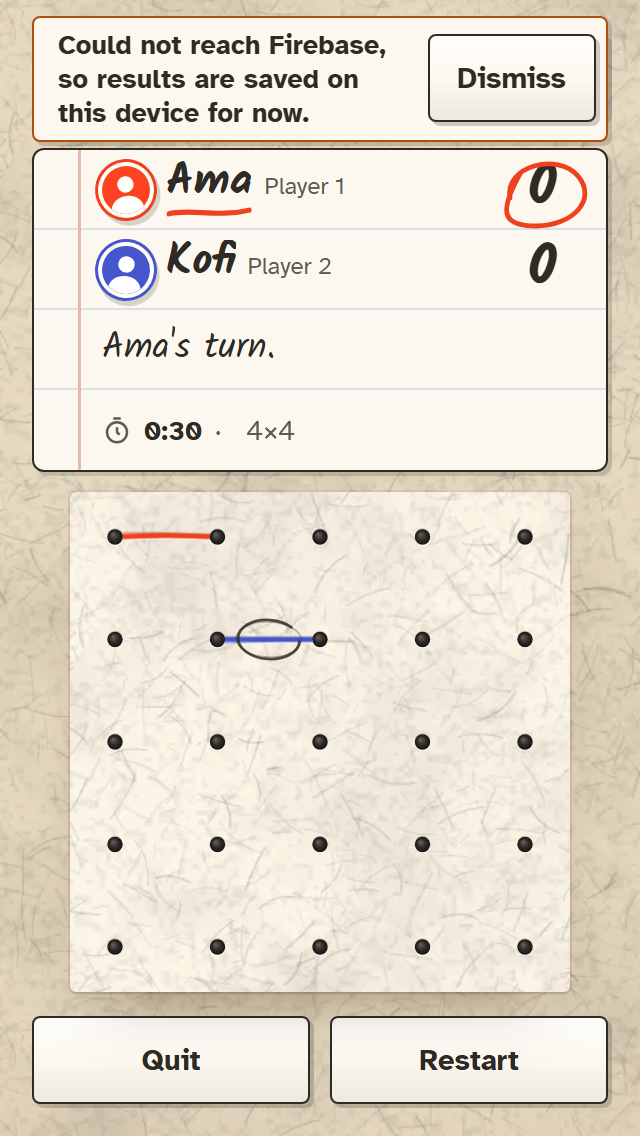 Could not reach Firebase,
so results are saved on
this device for now.
Dismiss
Ama Player 1 0
Kofi Player 2 0
Ama's turn.
0:30 · 4×4
Quit
Restart